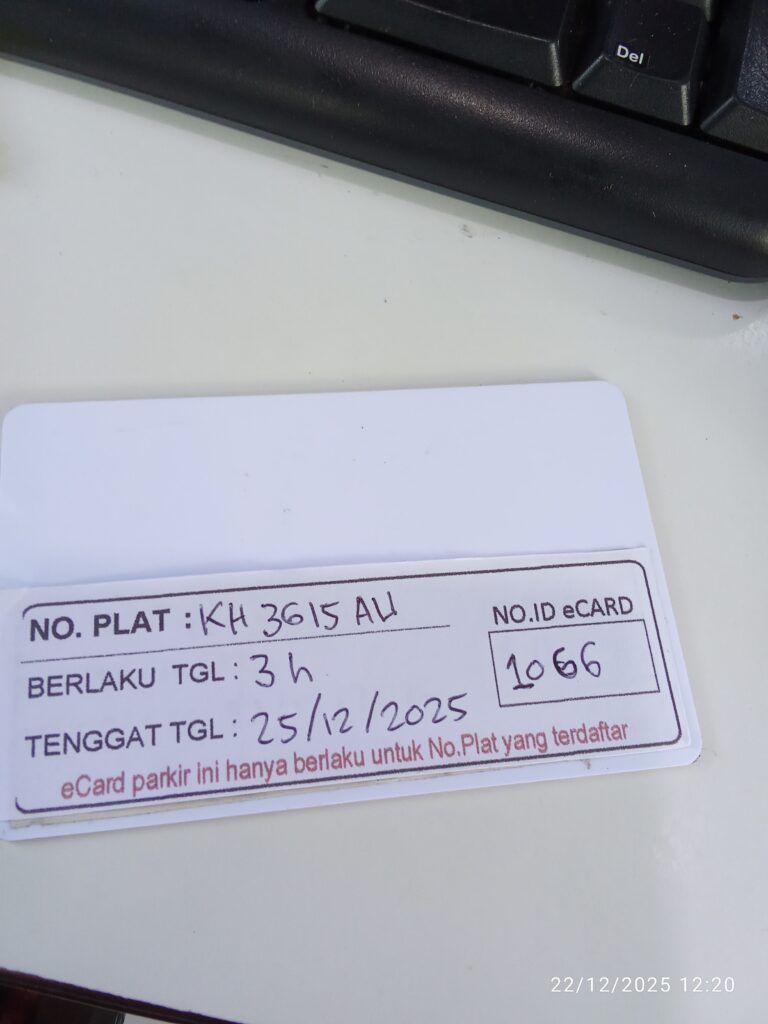 Del
NO. PLAT : KH 3615 AU
NO.ID eCARD
1066
BERLAKU TGL : 3 h
TENGGAT TGL : 25/12/2025
eCard parkir ini hanya berlaku untuk No.Plat yang terdaftar
22/12/2025 12:20